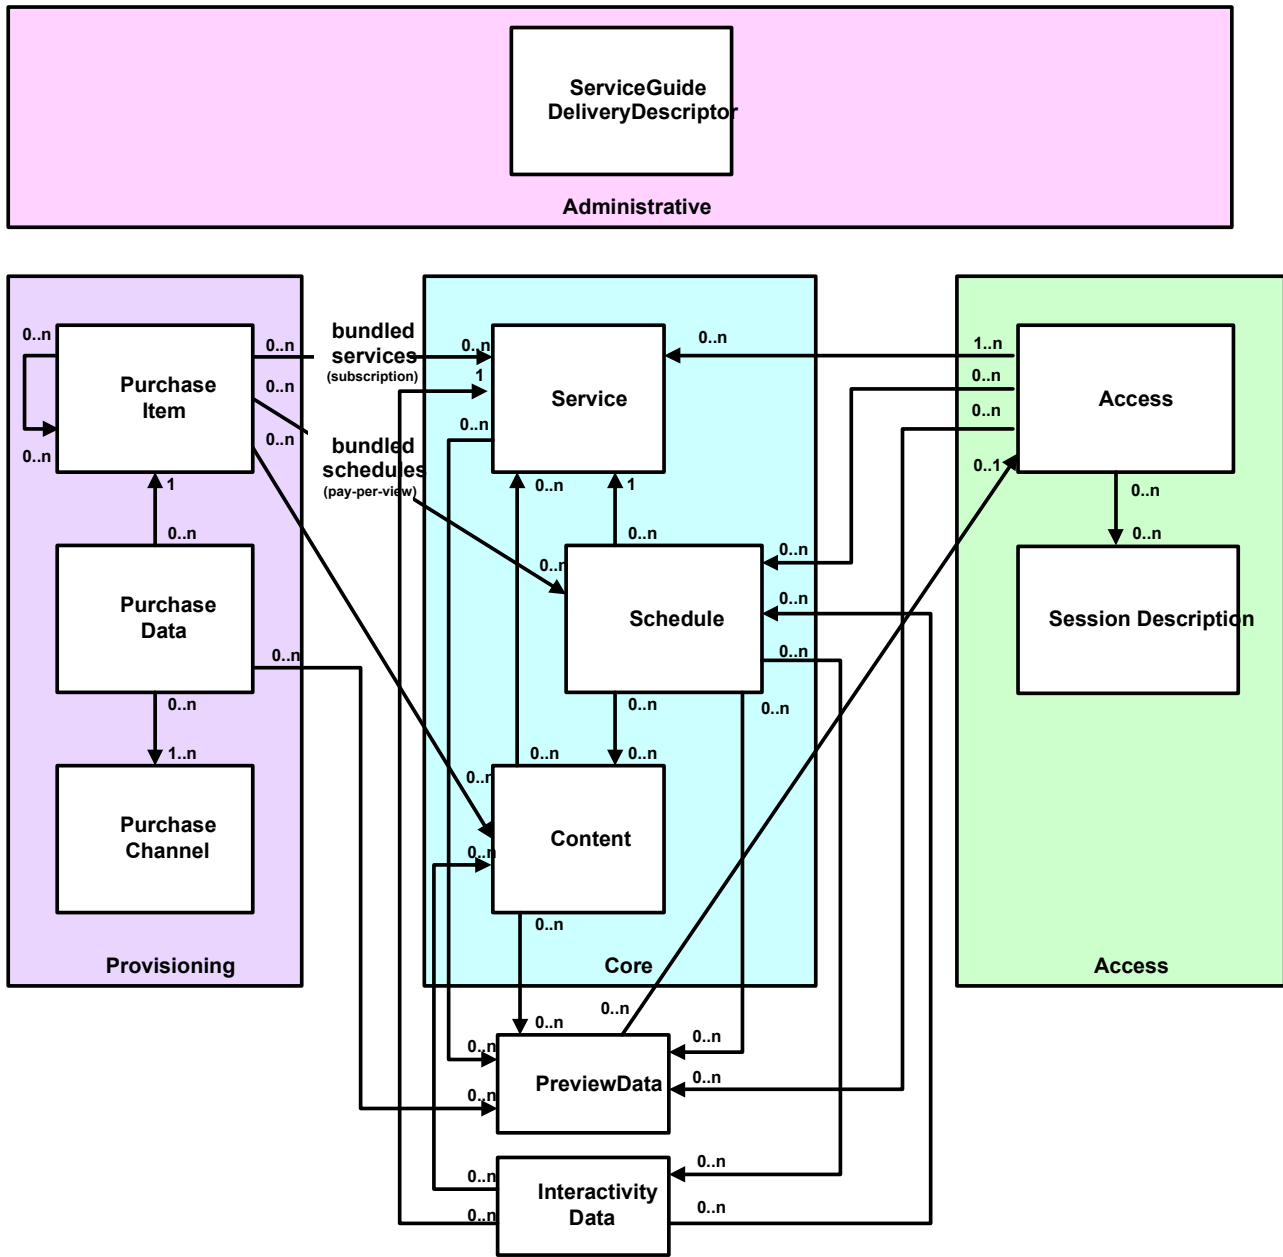 ServiceGuide
DeliveryDescriptor
Administrative
0..n
Purchase
Item
0..n
0..n
0..n
0..n
bundled
services
(subscription)
0..n
1
Service
0..n
0..n
1..n
0..n
0..n
0..1
Access
bundled
schedules
(pay-per-view)
1
0..n
0..n
1
0..n
0..n
0..n
0..n
0..n
0..n
Purchase
Data
0..n
Schedule
0..n
0..n
Session Description
0..n
0..n
0..n
1..n
0..n
0..n
0..n
Purchase
Channel
Content
0..n
0..n
Provisioning
Core
Access
0..n
0..n
0..n
0..n
PreviewData
0..n
0..n
0..n
0..n
Interactivity
Data
0..n
0..n